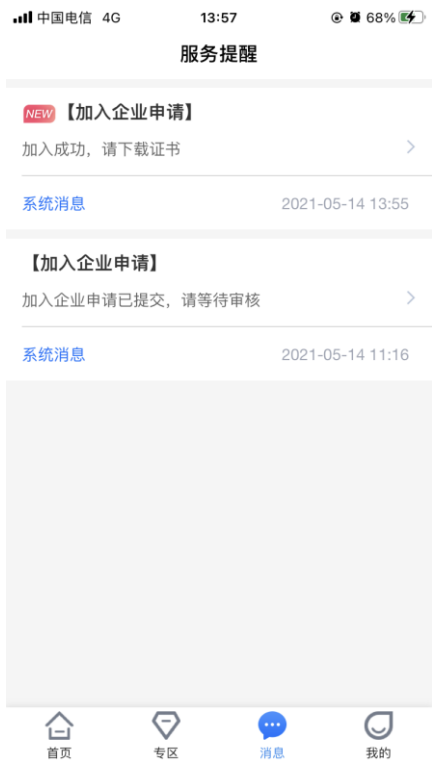 中国电信 4G 13:57 68%
服务提醒
NEW 【加入企业申请】
加入成功，请下载证书
系统消息 2021-05-14 13:55
【加入企业申请】
加入企业申请已提交，请等待审核
系统消息 2021-05-14 11:16
首页 专区 消息 我的